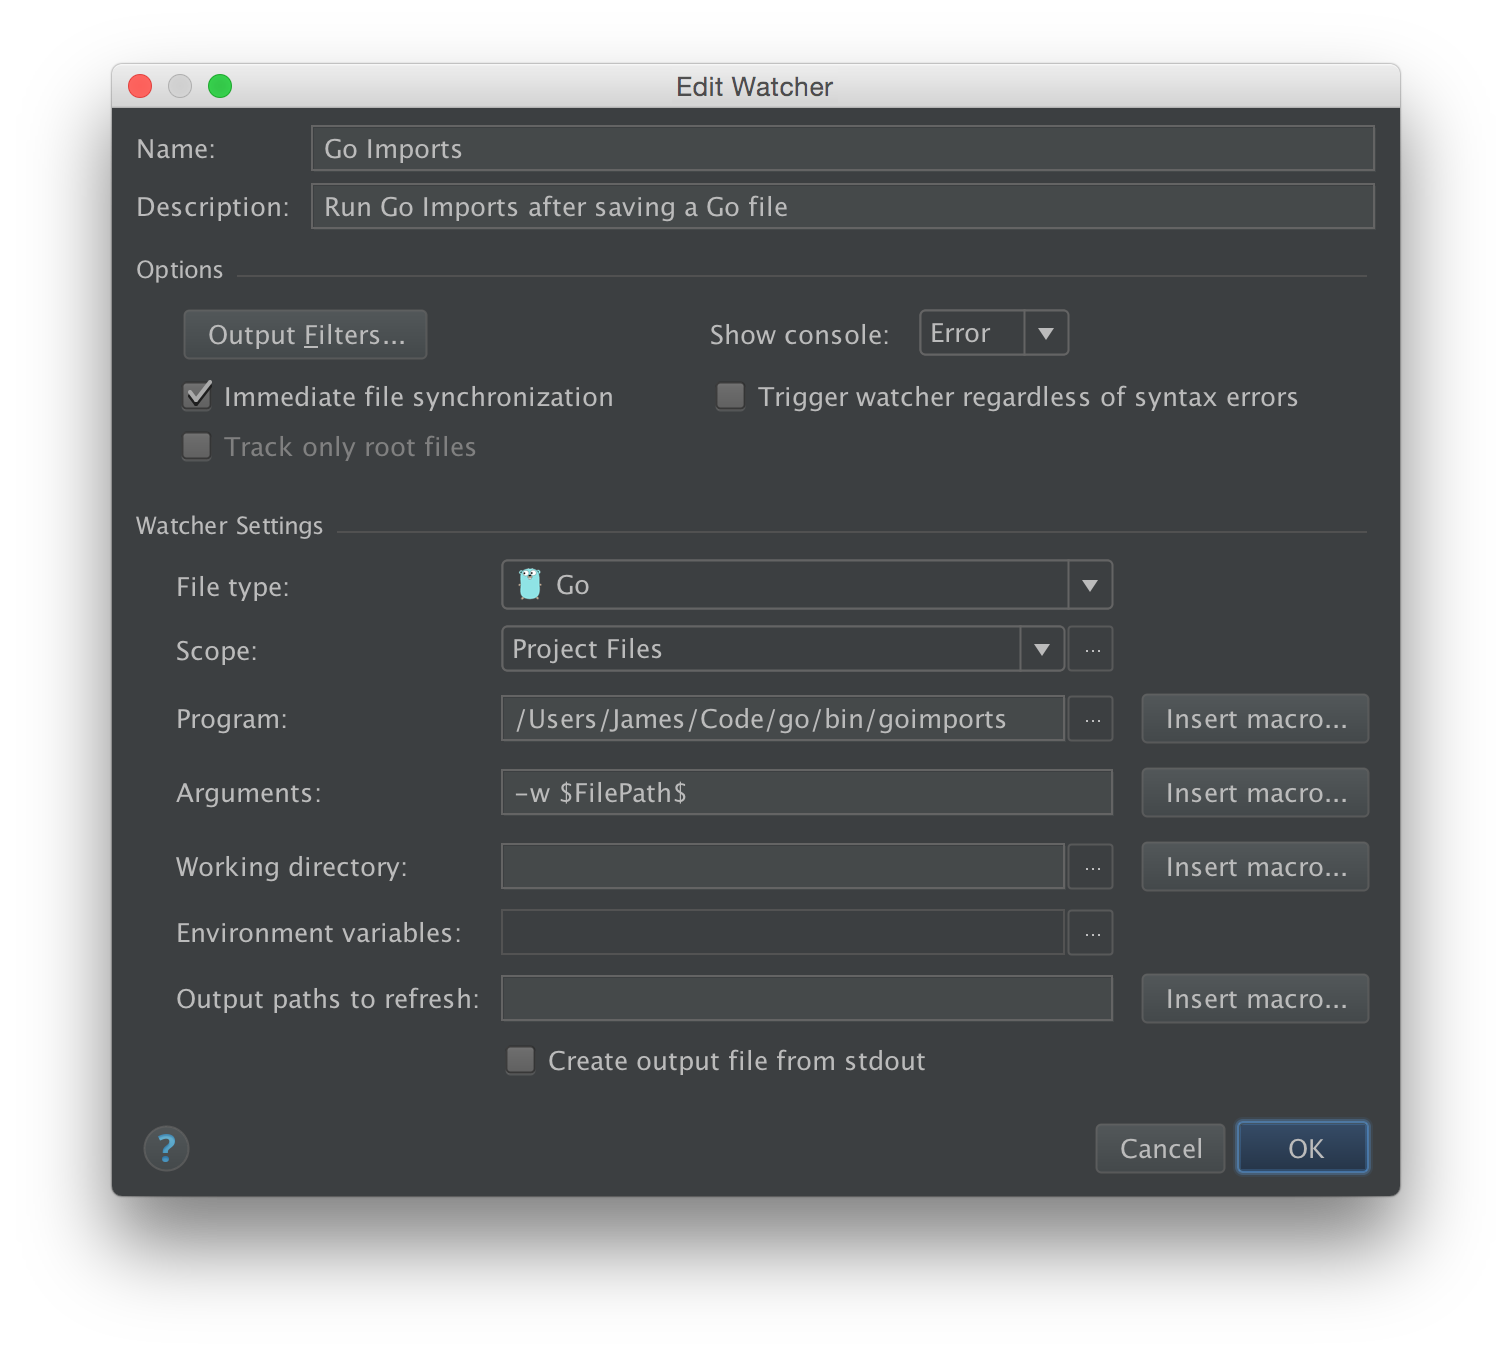 Edit Watcher
Name: Go Imports
Description: Run Go Imports after saving a Go file
Options
Output Filters... Show console: Error
Immediate file synchronization Trigger watcher regardless of syntax errors
Track only root files
Watcher Settings
File type: Go
Scope: Project Files ...
Program: /Users/James/Code/go/bin/goimports ... Insert macro...
Arguments: -w $FilePath$ Insert macro...
Working directory: ... Insert macro...
Environment variables: ...
Output paths to refresh: Insert macro...
Create output file from stdout
? Cancel OK